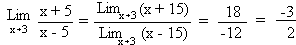 Lim x→3 x + 5 / x - 5 = Lim x→3 (x + 15) / Lim x→3 (x - 15) = 18 / -12 = -3 / 2